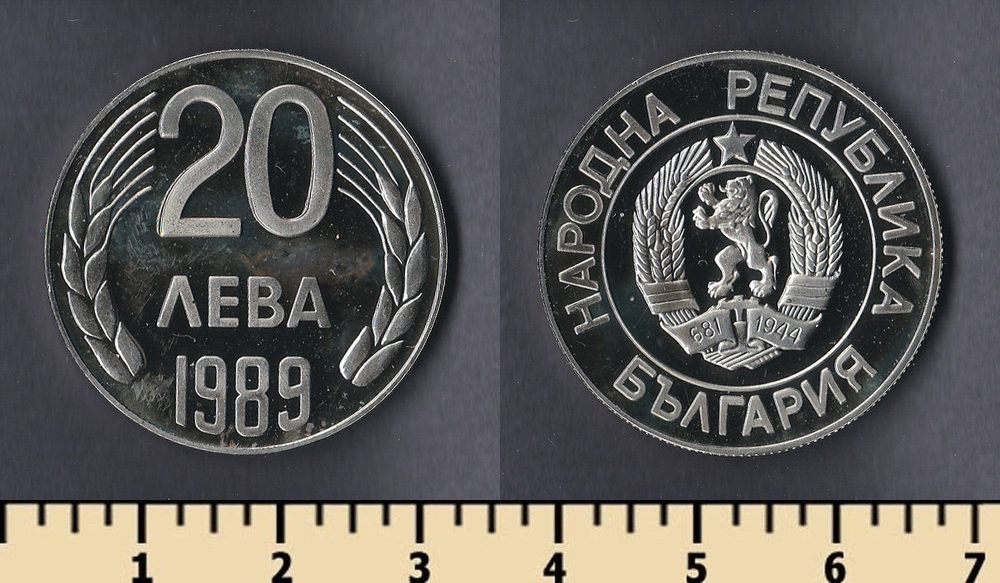 20
ЛЕВА
1989
НАРОДНА РЕПУБЛИКА
БЪЛГАРИЯ
681 1944
1 2 3 4 5 6 7